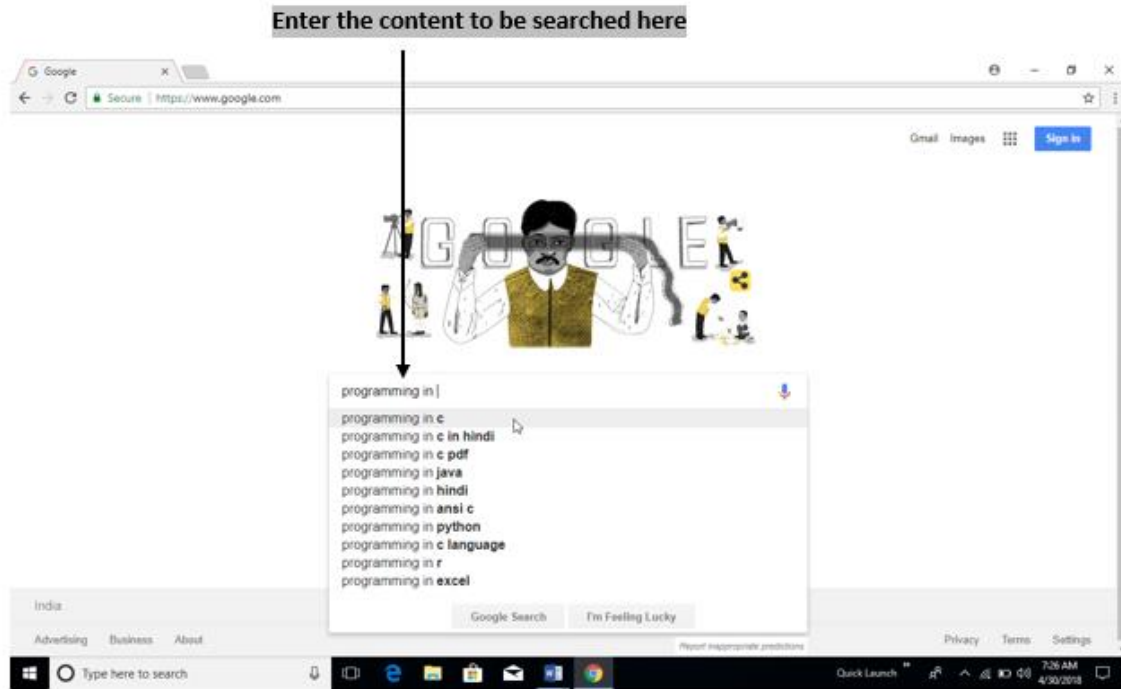 Enter the content to be searched here
Google
Secure | https://www.google.com
Gmail Images Sign in
GOOGLE
programming in
programming in c
programming in c in hindi
programming in c pdf
programming in java
programming in hindi
programming in ansi c
programming in python
programming in c language
programming in r
programming in excel
Google Search I'm Feeling Lucky
India
Report inappropriate predictions
Advertising Business About Privacy Terms Settings
Type here to search Quick Launch 7:26 AM
4/30/2018